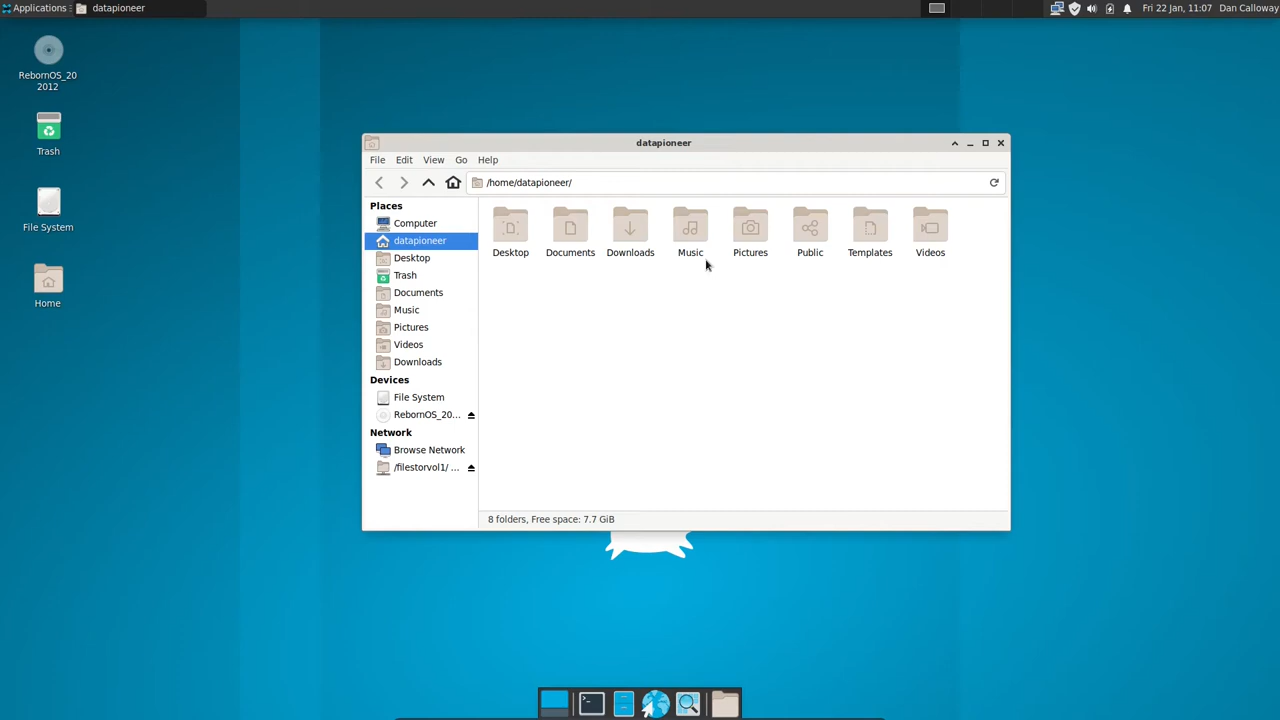 Applications
datapioneer
Fri 22 Jan, 11:07
Dan Calloway
RebornOS_20
2012
Trash
File System
Home
datapioneer
File
Edit
View
Go
Help
/home/datapioneer/
Places
Computer
datapioneer
Desktop
Trash
Documents
Music
Pictures
Videos
Downloads
Devices
File System
RebornOS_20...
Network
Browse Network
/filestorvol1/ ...
Desktop
Documents
Downloads
Music
Pictures
Public
Templates
Videos
8 folders, Free space: 7.7 GiB